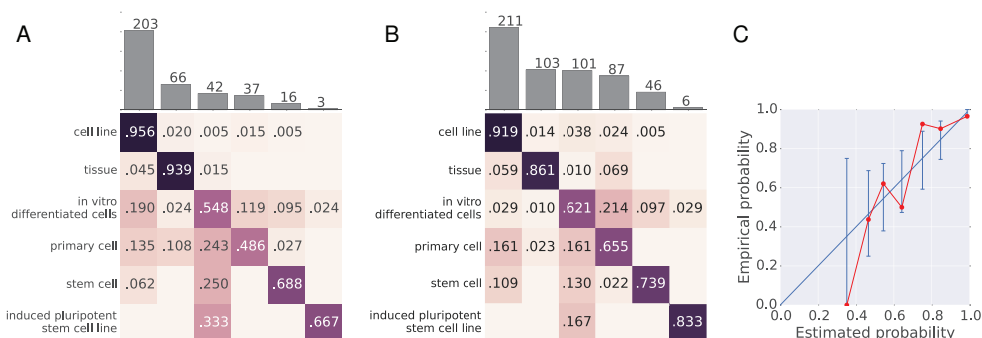 A
203
66
42
37
16
3
cell line
.956 .020 .005 .015 .005
tissue
.045 .939 .015
in vitro
differentiated cells
.190 .024 .548 .119 .095 .024
primary cell
.135 .108 .243 .486 .027
stem cell
.062 .250 .688
induced pluripotent
stem cell line
.333 .667
B
211
103
101
87
46
6
cell line
.919 .014 .038 .024 .005
tissue
.059 .861 .010 .069
in vitro
differentiated cells
.029 .010 .621 .214 .097 .029
primary cell
.161 .023 .161 .655
stem cell
.109 .130 .022 .739
induced pluripotent
stem cell line
.167 .833
C
Empirical probability
1.0
0.8
0.6
0.4
0.2
0.0
0.0 0.2 0.4 0.6 0.8 1.0
Estimated probability